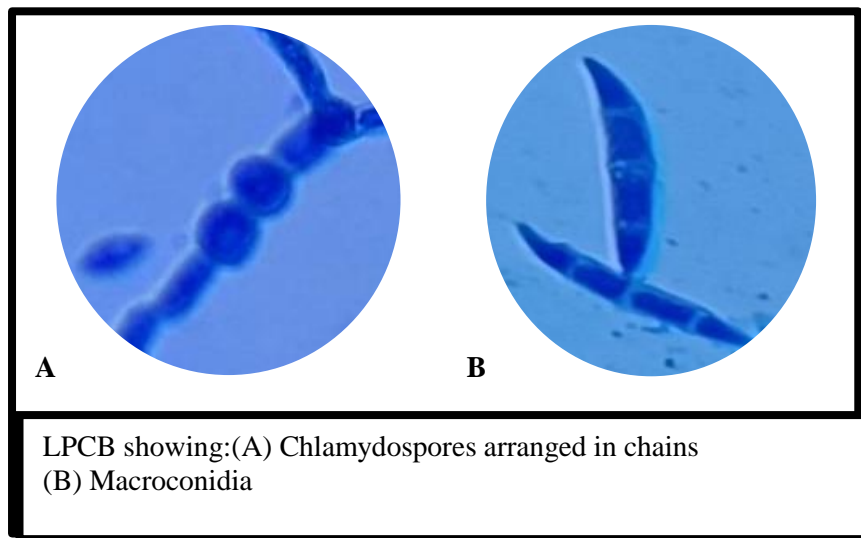 A
B
LPCB showing:(A) Chlamydospores arranged in chains
(B) Macroconidia